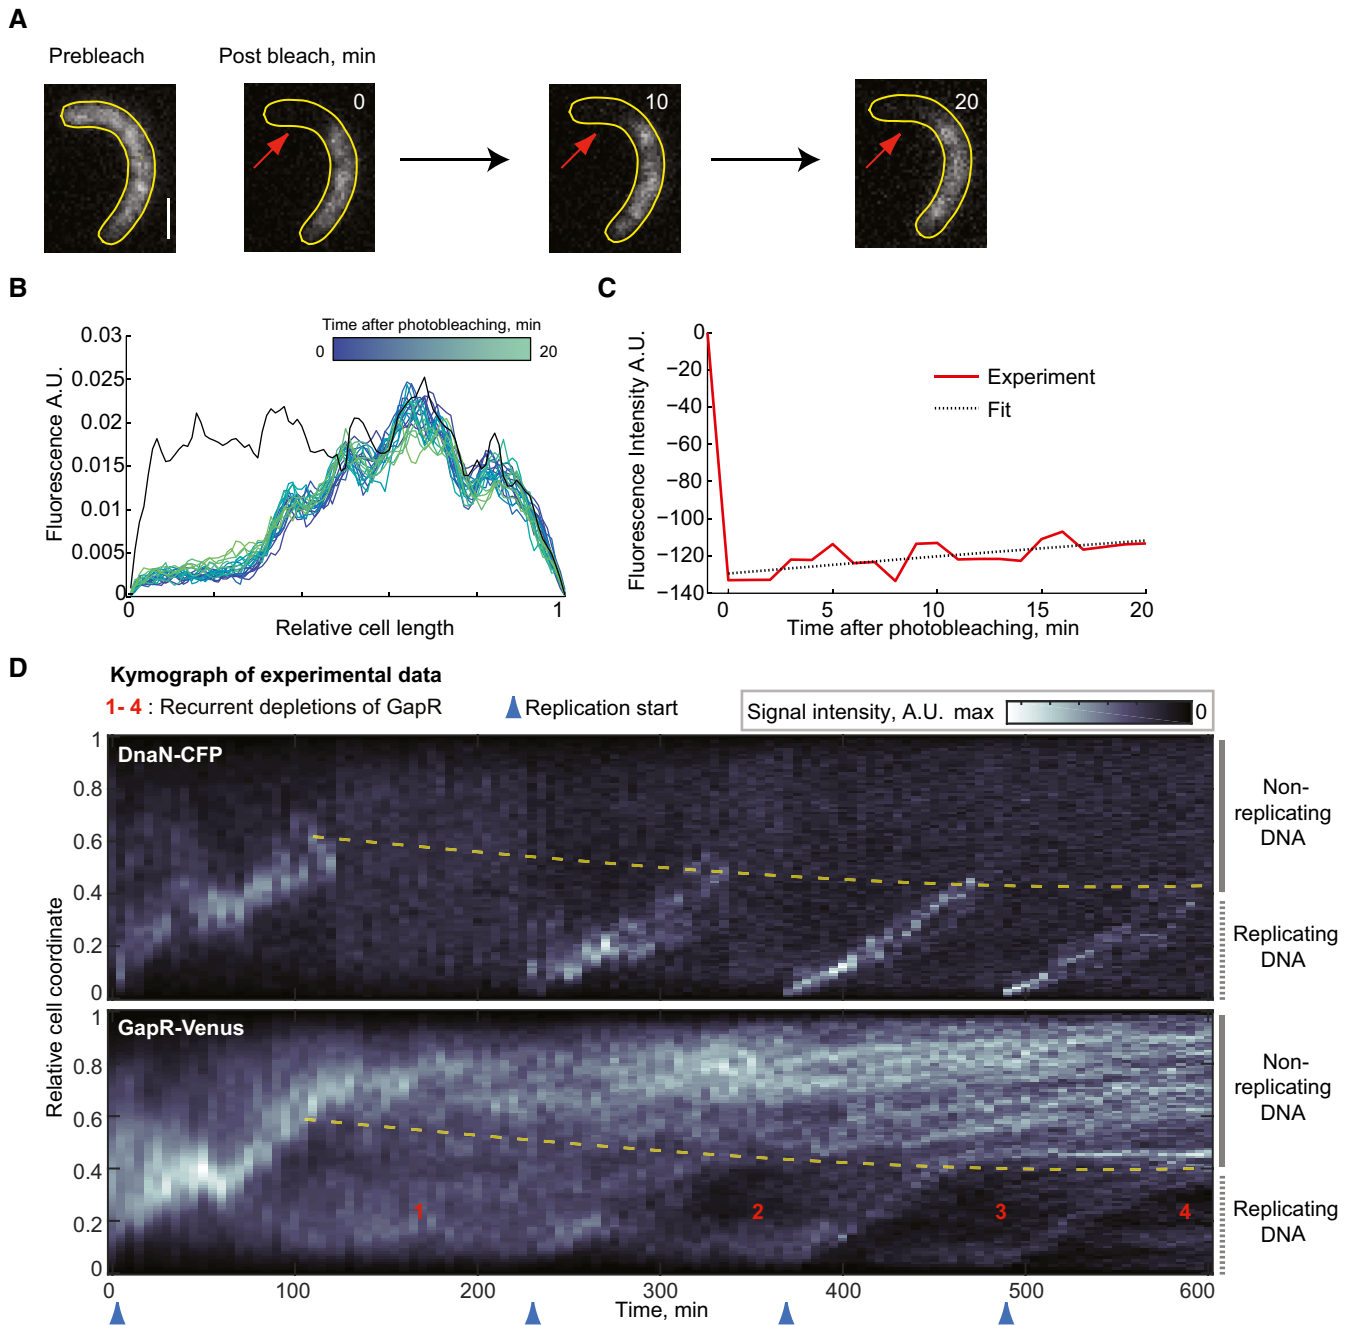 A
Prebleach
Post bleach, min
0
10
20
B
Time after photobleaching, min
0
20
0.03
0.025
0.02
0.015
0.01
0.005
0
Fluorescence A.U.
0
1
Relative cell length
C
0
−20
−40
−60
−80
−100
−120
−140
Fluorescence Intensity A.U.
Experiment
Fit
0
5
10
15
20
Time after photobleaching, min
D
Kymograph of experimental data
1- 4 : Recurrent depletions of GapR
Replication start
Signal intensity, A.U. max
0
DnaN-CFP
1
0.8
0.6
0.4
0.2
0
Non-
replicating
DNA
Replicating
DNA
Relative cell coordinate
GapR-Venus
1
0.8
0.6
0.4
0.2
0
1
2
3
4
Non-
replicating
DNA
Replicating
DNA
0
100
200
300
400
500
600
Time, min